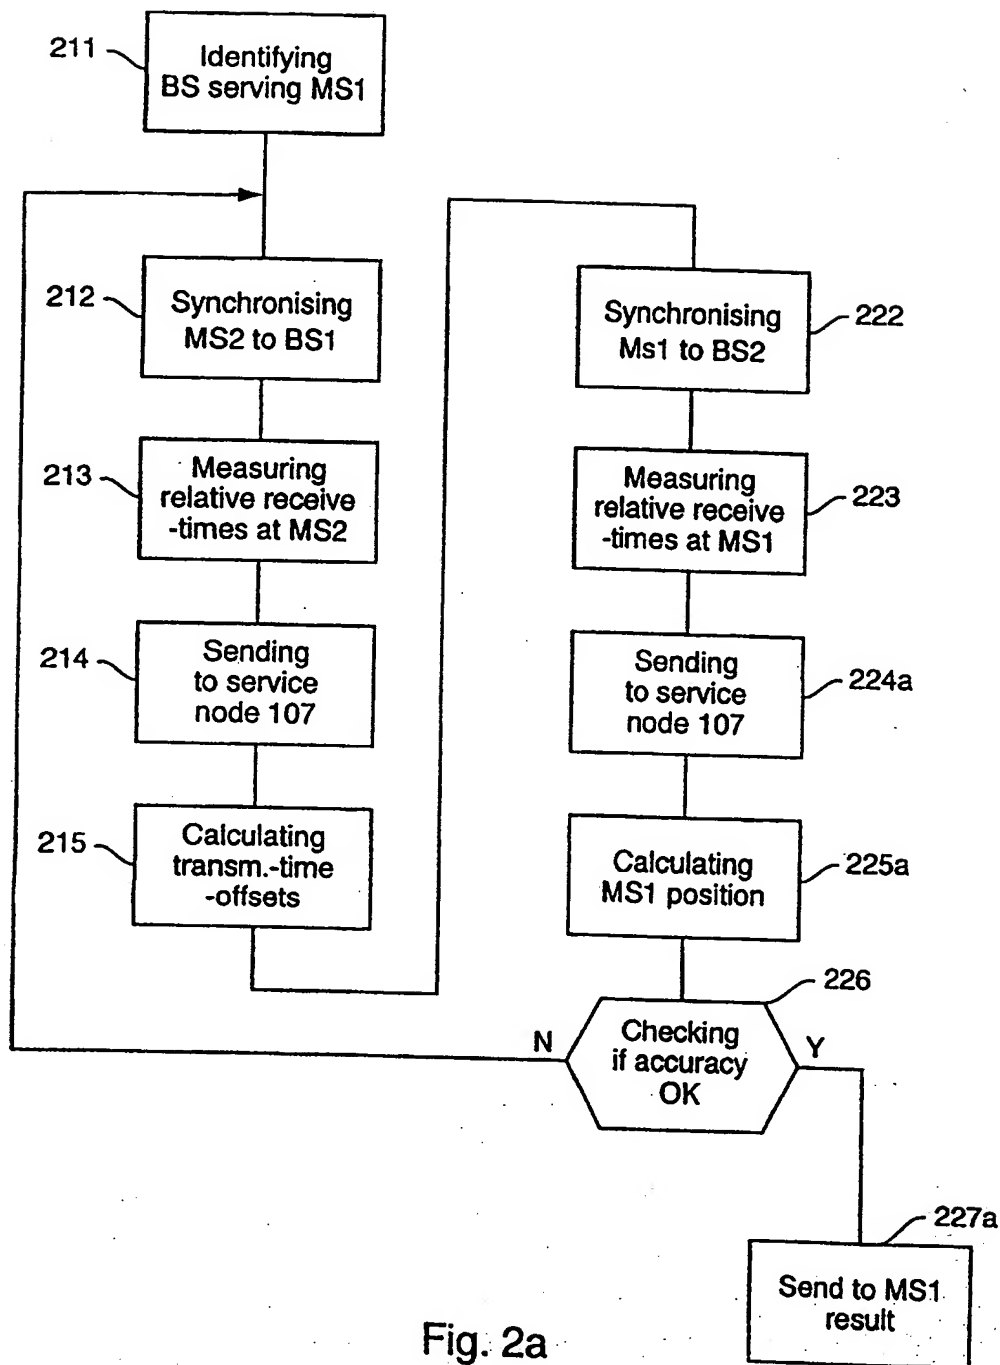 211
Identifying
BS serving MS1
212
Synchronising
MS2 to BS1
213
Measuring
relative receive
-times at MS2
214
Sending
to service
node 107
215
Calculating
transm.-time
-offsets
Synchronising
Ms1 to BS2
222
Measuring
relative receive
-times at MS1
223
Sending
to service
node 107
224a
Calculating
MS1 position
225a
226
N
Checking
if accuracy
OK
Y
227a
Send to MS1
result
Fig. 2a